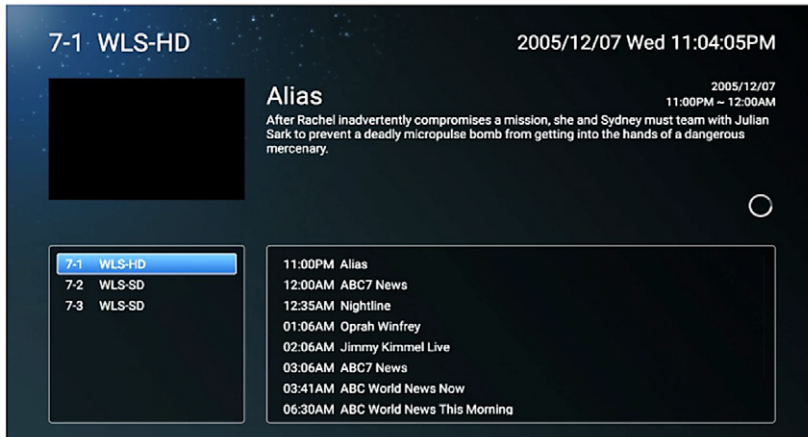 7-1 WLS-HD
2005/12/07 Wed 11:04:05PM
Alias
2005/12/07
11:00PM ~ 12:00AM
After Rachel inadvertently compromises a mission, she and Sydney must team with Julian
Sark to prevent a deadly micropulse bomb from getting into the hands of a dangerous
mercenary.
7-1 WLS-HD
7-2 WLS-SD
7-3 WLS-SD
11:00PM Alias
12:00AM ABC7 News
12:35AM Nightline
01:06AM Oprah Winfrey
02:06AM Jimmy Kimmel Live
03:06AM ABC7 News
03:41AM ABC World News Now
06:30AM ABC World News This Morning